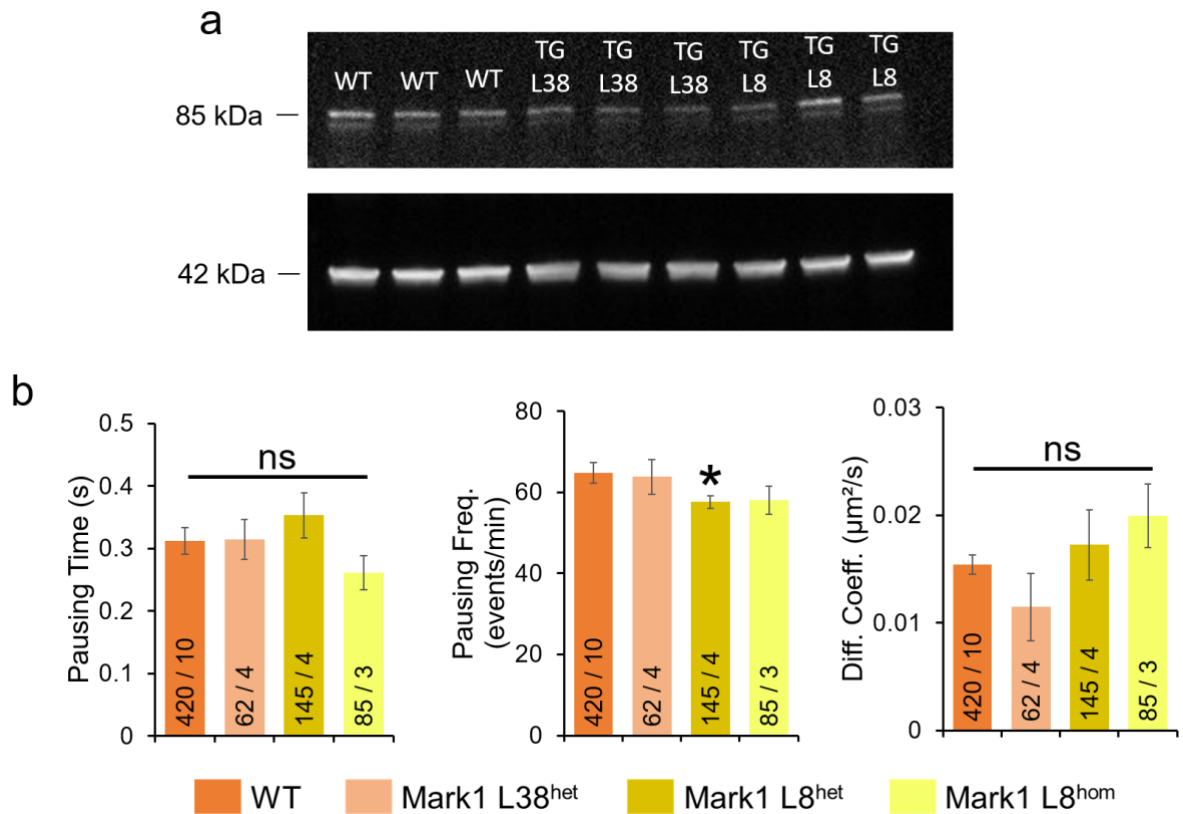 a
WT WT WT TG L38 TG L38 TG L38 TG L8 TG L8 TG L8
85 kDa
42 kDa
b
Pausing Time (s)
0.5
0.4
0.3
0.2
0.1
0
ns
420 / 10
62 / 4
145 / 4
85 / 3
Pausing Freq.
(events/min)
80
60
40
20
0
*
420 / 10
62 / 4
145 / 4
85 / 3
Diff. Coeff. (µm²/s)
0.03
0.02
0.01
0
ns
420 / 10
62 / 4
145 / 4
85 / 3
WT Mark1 L38het Mark1 L8het Mark1 L8hom